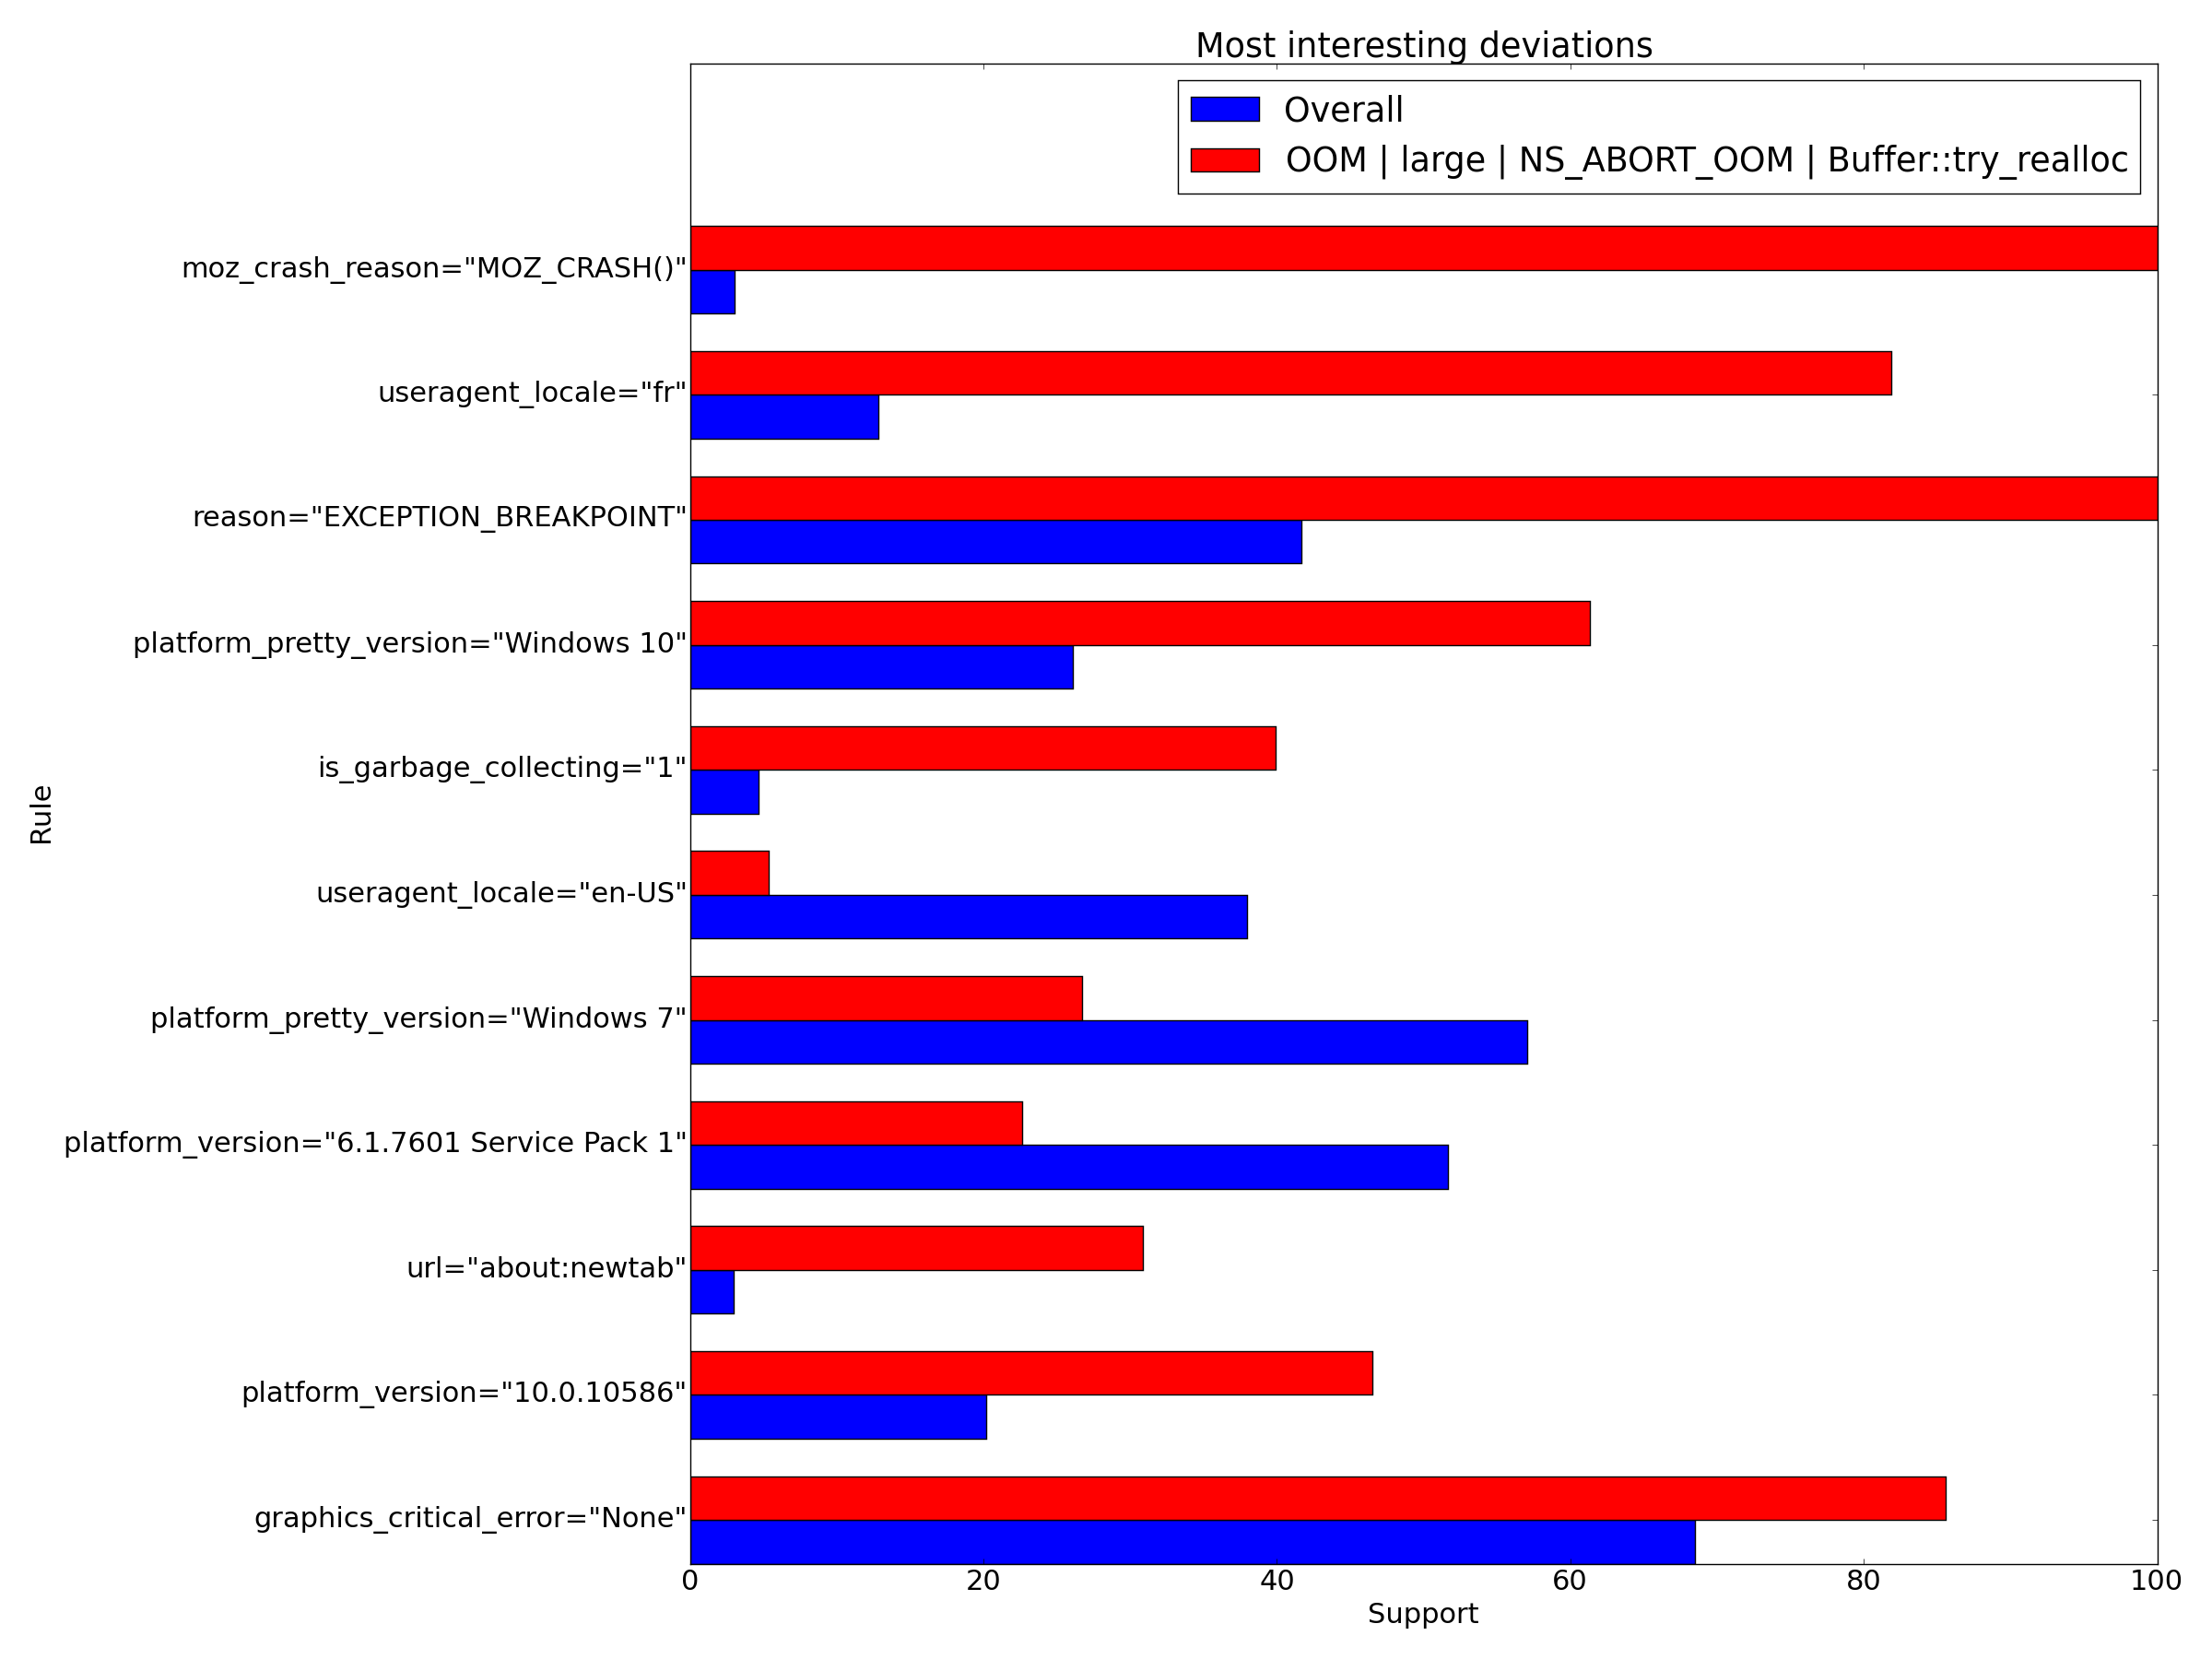 Most interesting deviations
Overall
OOM | large | NS_ABORT_OOM | Buffer::try_realloc
moz_crash_reason="MOZ_CRASH()"
useragent_locale="fr"
reason="EXCEPTION_BREAKPOINT"
platform_pretty_version="Windows 10"
is_garbage_collecting="1"
useragent_locale="en-US"
platform_pretty_version="Windows 7"
platform_version="6.1.7601 Service Pack 1"
url="about:newtab"
platform_version="10.0.10586"
graphics_critical_error="None"
Rule
0 20 40 60 80 100
Support